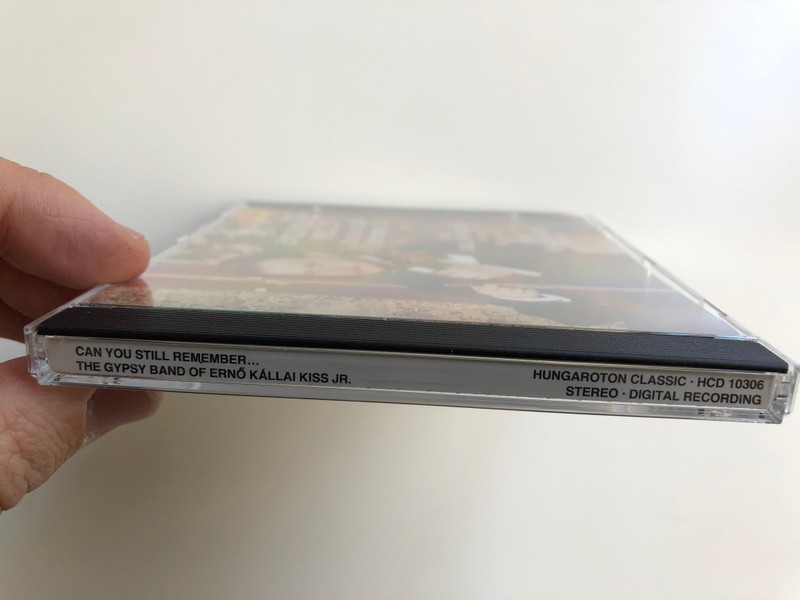 CAN YOU STILL REMEMBER...
THE GYPSY BAND OF ERNŐ KÁLLAI KISS JR.
HUNGAROTON CLASSIC · HCD 10306
STEREO · DIGITAL RECORDING